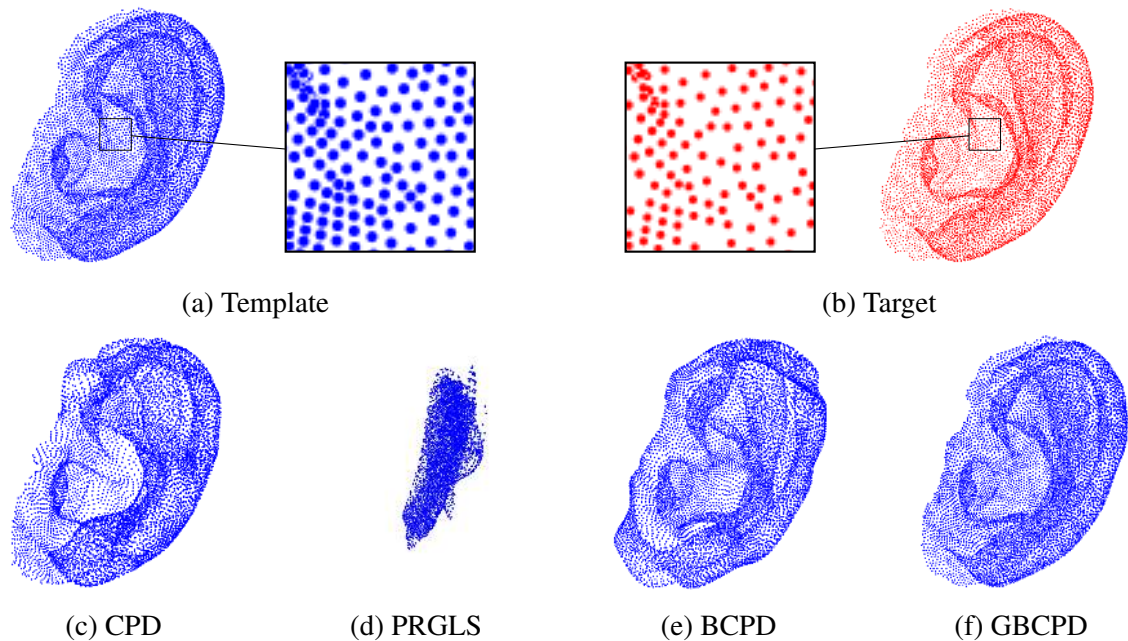 (a) Template
(b) Target
(c) CPD
(d) PRGLS
(e) BCPD
(f) GBCPD